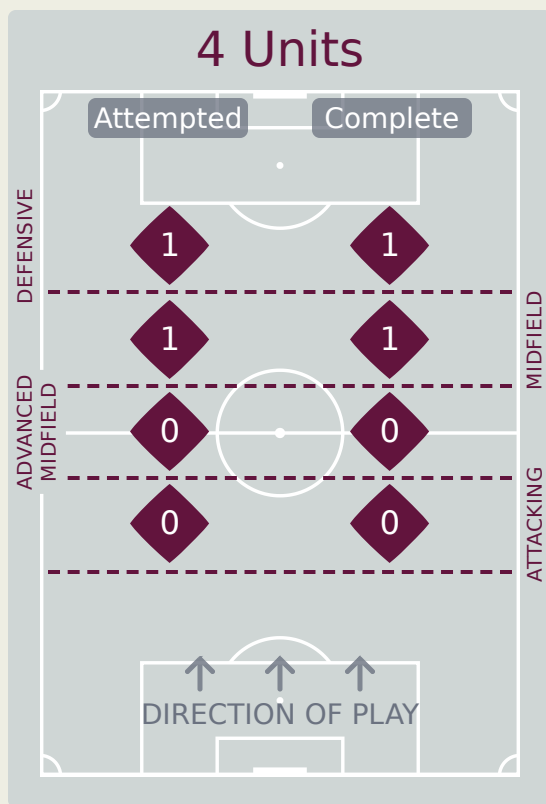 4 Units
Attempted Complete
DEFENSIVE
1 1
MIDFIELD
1 1
ADVANCED
MIDFIELD
0 0
ATTACKING
0 0
DIRECTION OF PLAY